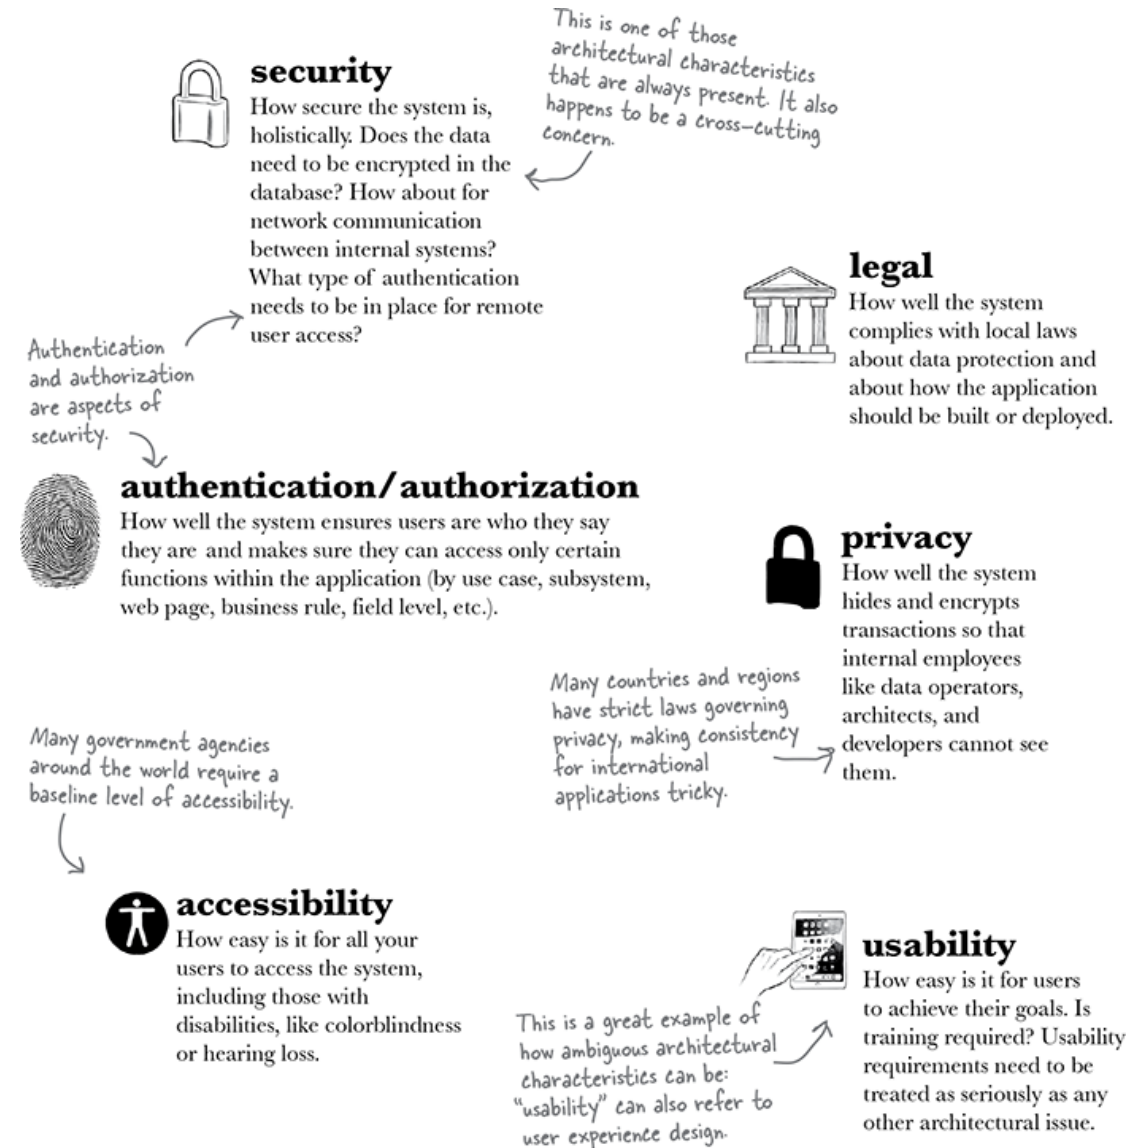 This is one of those
architectural characteristics
that are always present. It also
happens to be a cross-cutting
concern.
security
How secure the system is,
holistically. Does the data
need to be encrypted in the
database? How about for
network communication
between internal systems?
What type of authentication
needs to be in place for remote
user access?
legal
How well the system
complies with local laws
about data protection and
about how the application
should be built or deployed.
Authentication
and authorization
are aspects of
security.
authentication/authorization
How well the system ensures users are who they say
they are and makes sure they can access only certain
functions within the application (by use case, subsystem,
web page, business rule, field level, etc.).
privacy
How well the system
hides and encrypts
transactions so that
internal employees
like data operators,
architects, and
developers cannot see
them.
Many countries and regions
have strict laws governing
privacy, making consistency
for international
applications tricky.
Many government agencies
around the world require a
baseline level of accessibility.
accessibility
How easy is it for all your
users to access the system,
including those with
disabilities, like colorblindness
or hearing loss.
usability
How easy is it for users
to achieve their goals. Is
training required? Usability
requirements need to be
treated as seriously as any
other architectural issue.
This is a great example of
how ambiguous architectural
characteristics can be:
"usability" can also refer to
user experience design.